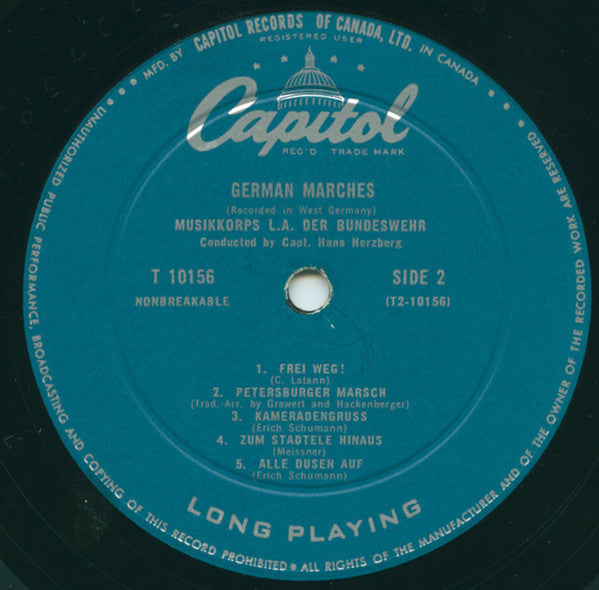 MFD. BY CAPITOL RECORDS OF CANADA, LTD. IN CANADA
REGISTERED USER
Capitol
REG'D TRADE MARK
GERMAN MARCHES
(Recorded in West Germany)
MUSIKKORPS L.A. DER BUNDESWEHR
Conducted by Capt. Hans Herzberg
T 10156 SIDE 2
NONBREAKABLE (T2-10156)
1. FREI WEG!
(C. Latann)
2. PETERSBURGER MARSCH
(Trad.-Arr. by Grawert and Hackenberger)
3. KAMERADENGRUSS
(Erich Schumann)
4. ZUM STADTELE HINAUS
(Meissner)
5. ALLE DUSEN AUF
(Erich Schumann)
LONG PLAYING
UNAUTHORIZED PUBLIC PERFORMANCE, BROADCASTING AND COPYING OF THIS RECORD PROHIBITED • ALL RIGHTS OF THE MANUFACTURER AND OF THE OWNER OF THE RECORDED WORK ARE RESERVED